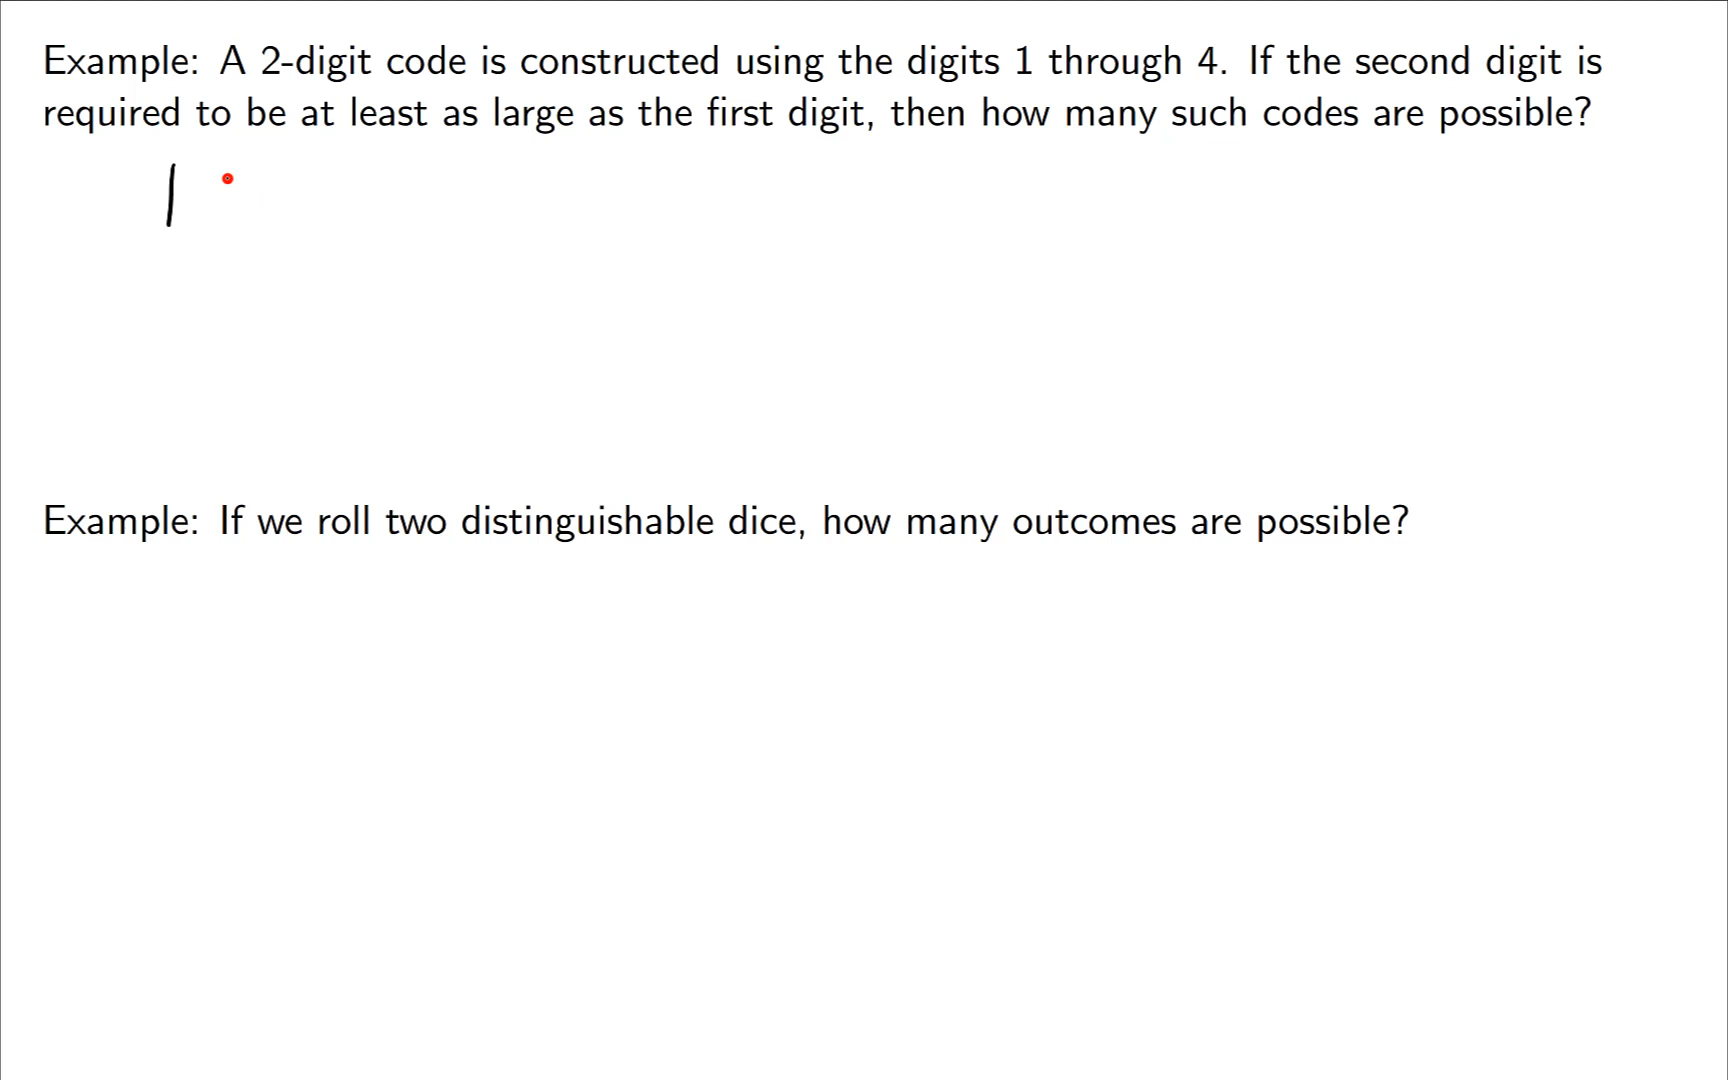 Example: A 2-digit code is constructed using the digits 1 through 4. If the second digit is
required to be at least as large as the first digit, then how many such codes are possible?
1
Example: If we roll two distinguishable dice, how many outcomes are possible?